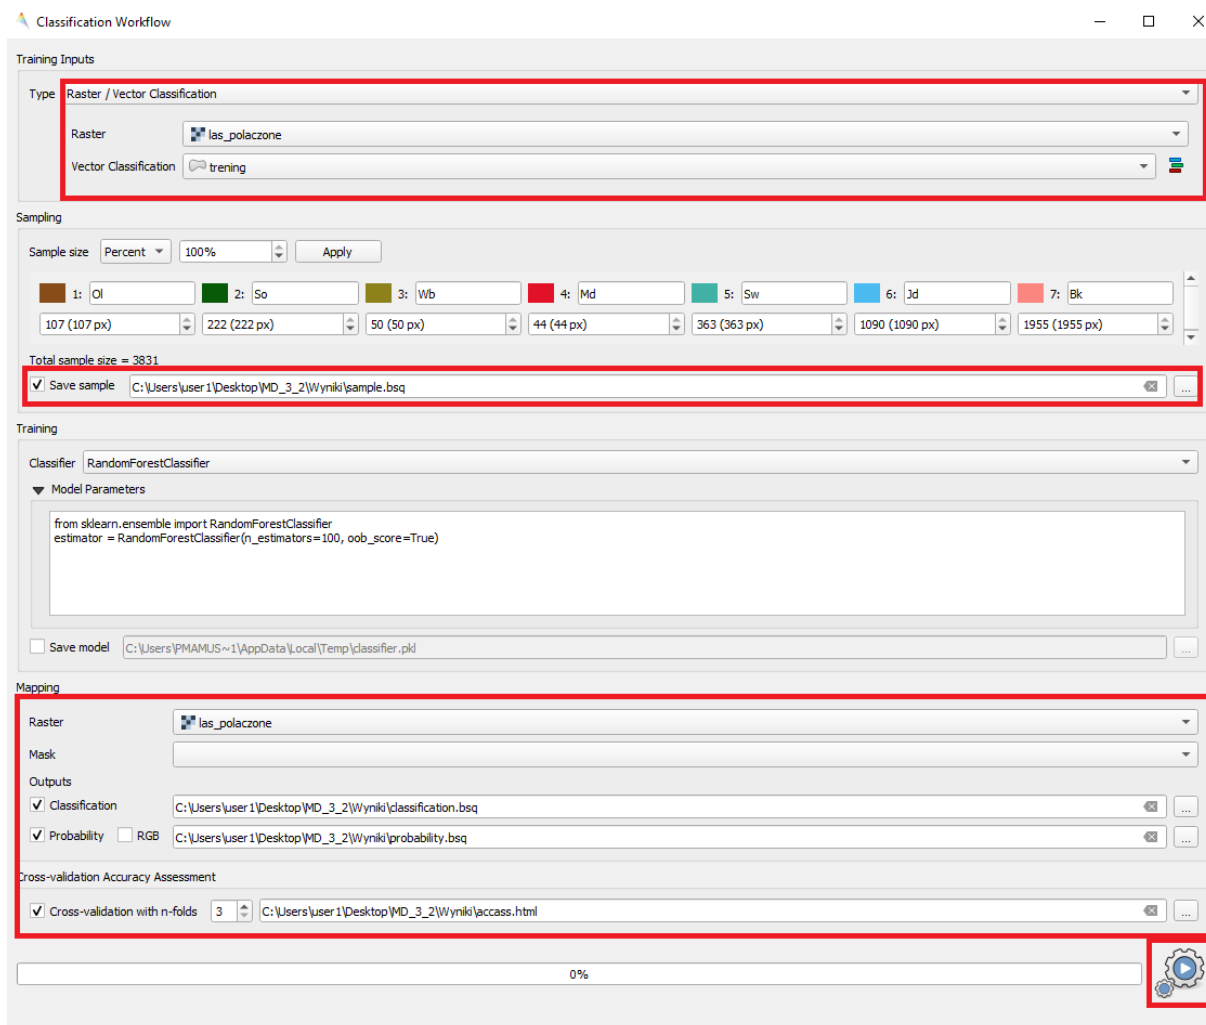 Classification Workflow
Training Inputs
Type Raster / Vector Classification
Raster las_polaczone
Vector Classification trening
Sampling
Sample size Percent 100% Apply
1: Ol 2: So 3: Wb 4: Md 5: Sw 6: Jd 7: Bk
107 (107 px) 222 (222 px) 50 (50 px) 44 (44 px) 363 (363 px) 1090 (1090 px) 1955 (1955 px)
Total sample size = 3831
Save sample C:\Users\user1\Desktop\MD_3_2\Wyniki\sample.bsq ...
Training
Classifier RandomForestClassifier
Model Parameters
from sklearn.ensemble import RandomForestClassifier
estimator = RandomForestClassifier(n_estimators=100, oob_score=True)
Save model C:\Users\PMAMUS~1\AppData\Local\Temp\classifier.pkl ...
Mapping
Raster las_polaczone
Mask
Outputs
Classification C:\Users\user1\Desktop\MD_3_2\Wyniki\classification.bsq ...
Probability RGB C:\Users\user1\Desktop\MD_3_2\Wyniki\probability.bsq ...
Cross-validation Accuracy Assessment
Cross-validation with n-folds 3 C:\Users\user1\Desktop\MD_3_2\Wyniki\accass.html ...
0%